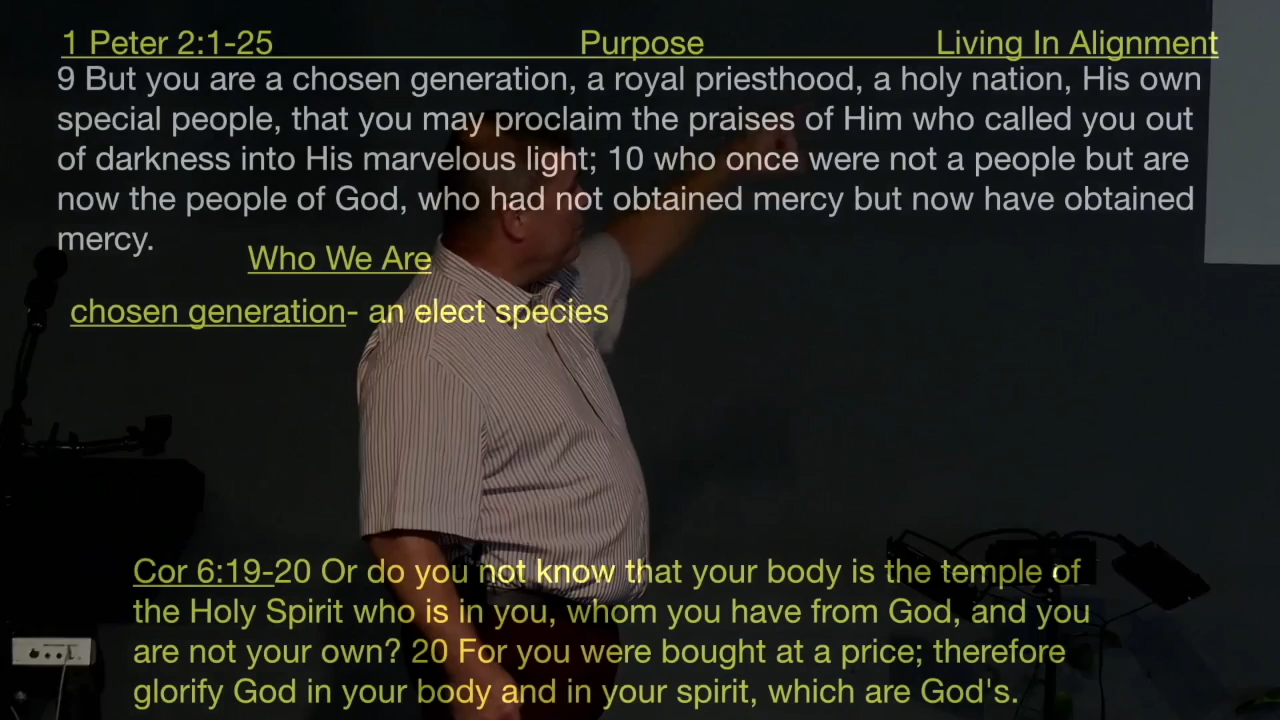 1 Peter 2:1-25 Purpose Living In Alignment
9 But you are a chosen generation, a royal priesthood, a holy nation, His own
special people, that you may proclaim the praises of Him who called you out
of darkness into His marvelous light; 10 who once were not a people but are
now the people of God, who had not obtained mercy but now have obtained
mercy.
Who We Are
chosen generation- an elect species
Cor 6:19-20 Or do you not know that your body is the temple of
the Holy Spirit who is in you, whom you have from God, and you
are not your own? 20 For you were bought at a price; therefore
glorify God in your body and in your spirit, which are God's.